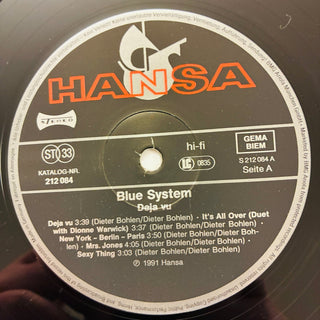 HANSA
STEREO
ST 33
hi-fi
LC 0835
GEMA
BIEM
KATALOG-NR.
212 084
S 212 084 A
Seite A
Blue System
Deja vu
Deja vu 3:39 (Dieter Bohlen/Dieter Bohlen) · It's All Over (Duet
with Dionne Warwick) 3:37 (Dieter Bohlen/Dieter Bohlen) ·
New York – Berlin – Paris 3:50 (Dieter Bohlen/Dieter Boh-
len) · Mrs. Jones 4:05 (Dieter Bohlen/Dieter Bohlen) ·
Sexy Thing 3:03 (Dieter Bohlen/Dieter Bohlen)
℗ 1991 Hansa